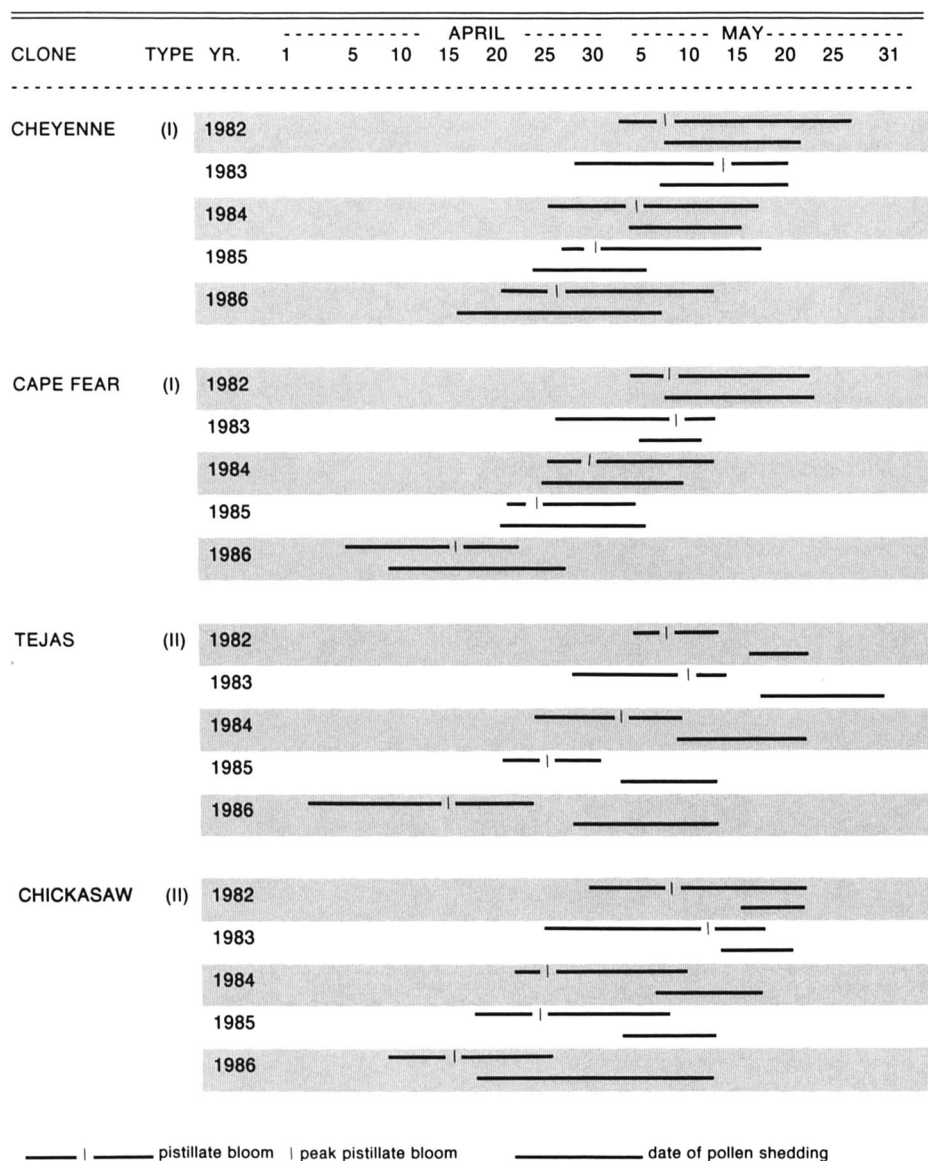 APRIL MAY
CLONE TYPE YR. 1 5 10 15 20 25 30 5 10 15 20 25 31
CHEYENNE (I) 1982
1983
1984
1985
1986
CAPE FEAR (I) 1982
1983
1984
1985
1986
TEJAS (II) 1982
1983
1984
1985
1986
CHICKASAW (II) 1982
1983
1984
1985
1986
pistillate bloom peak pistillate bloom date of pollen shedding